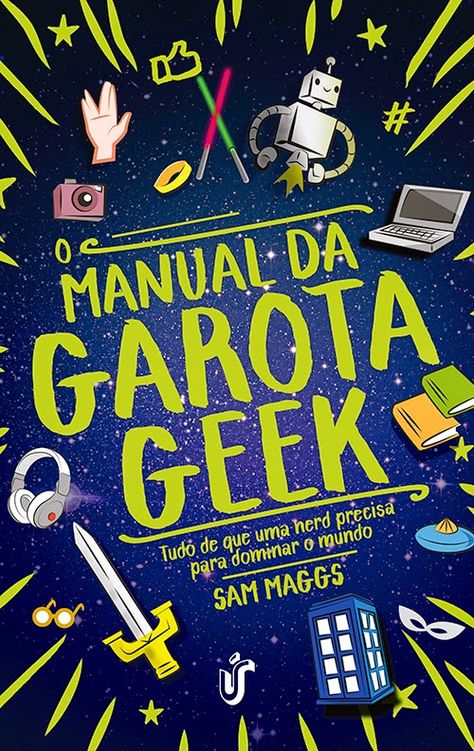 #
O
MANUAL DA
GAROTA
GEEK
Tudo de que uma nerd precisa
para dominar o mundo
SAM MAGGS